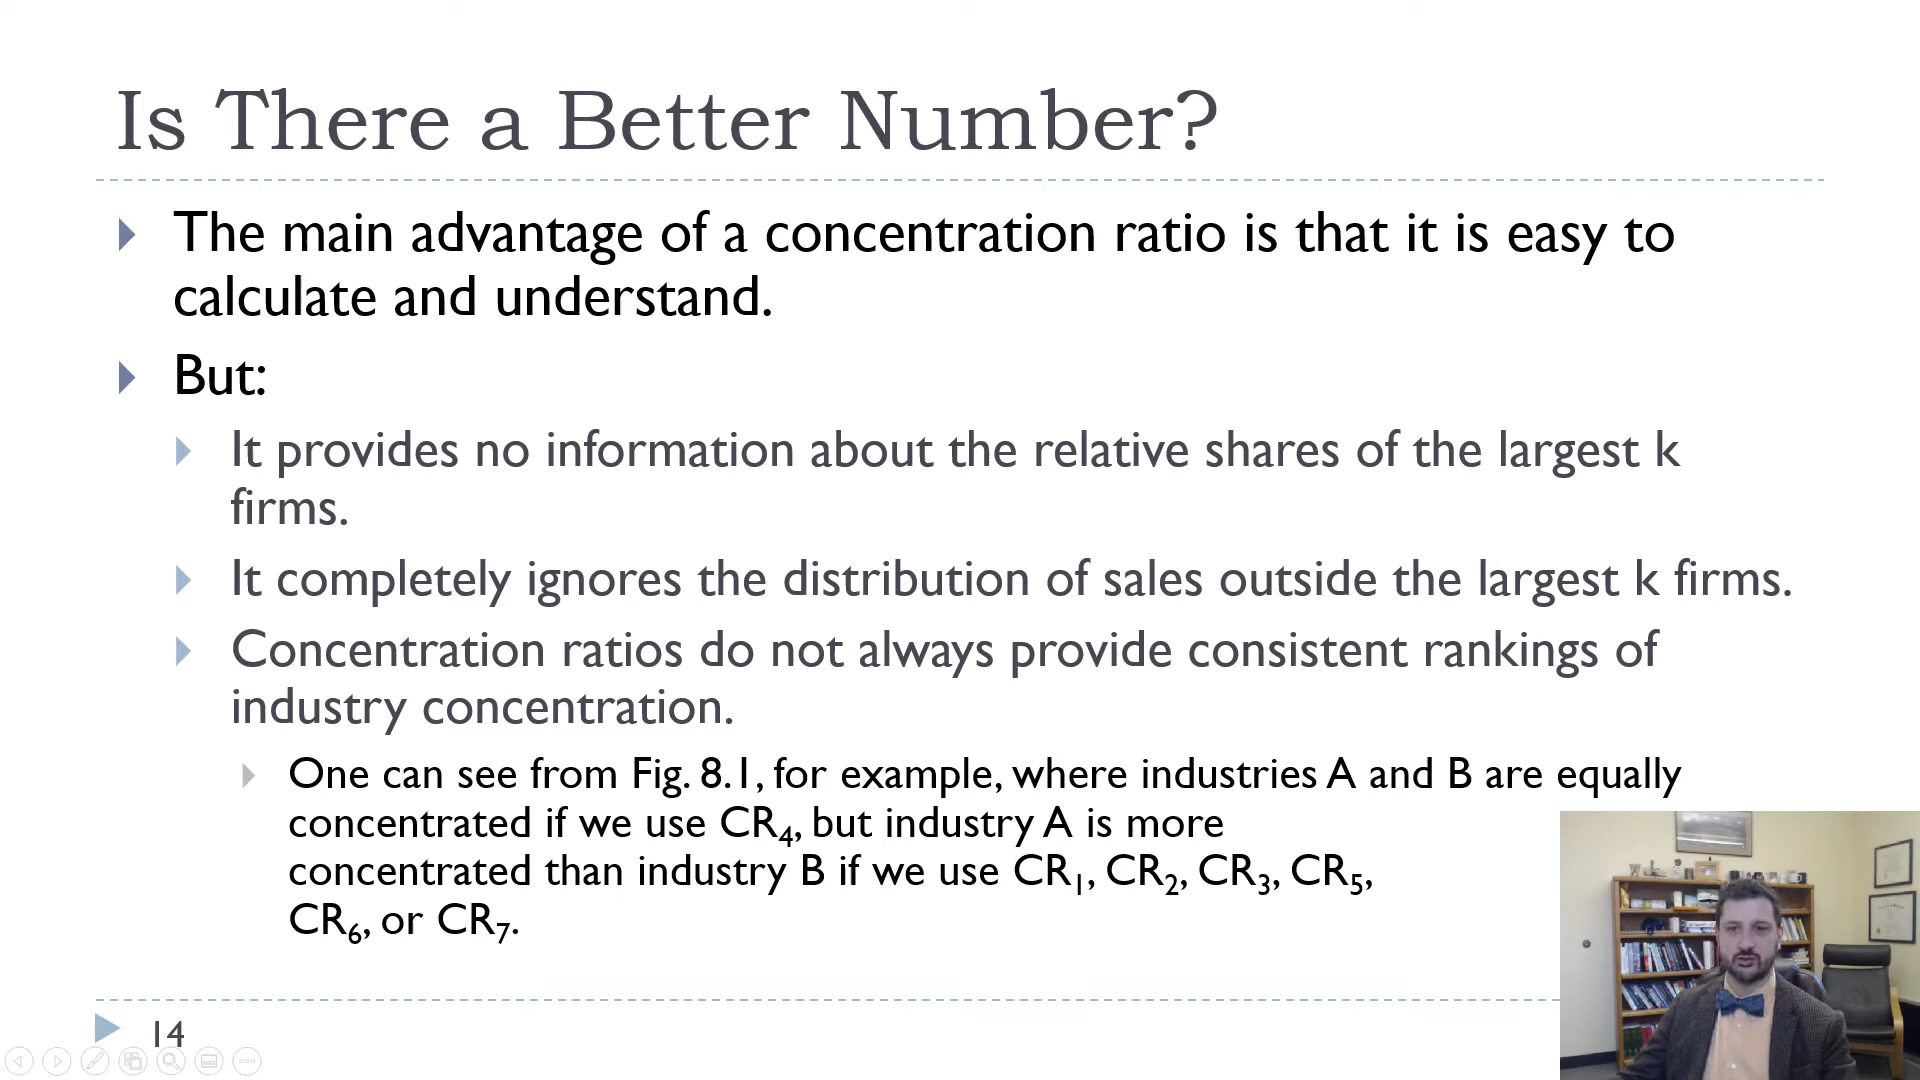 Is There a Better Number?
The main advantage of a concentration ratio is that it is easy to
calculate and understand.
But:
It provides no information about the relative shares of the largest k
firms.
It completely ignores the distribution of sales outside the largest k firms.
Concentration ratios do not always provide consistent rankings of
industry concentration.
One can see from Fig. 8.1, for example, where industries A and B are equally
concentrated if we use CR₄, but industry A is more
concentrated than industry B if we use CR₁, CR₂, CR₃, CR₅,
CR₆, or CR₇.
14